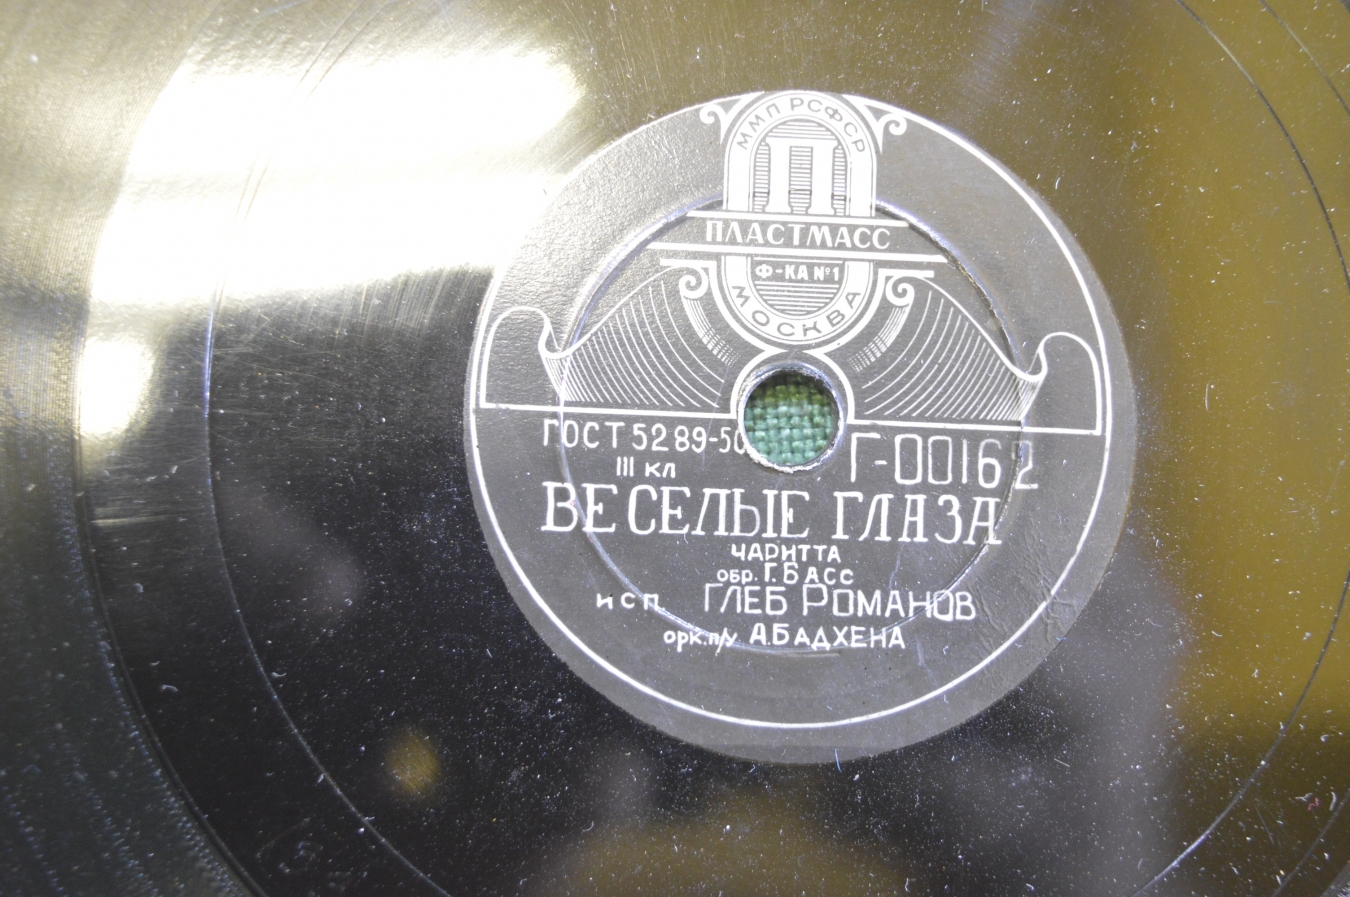 ММП РСФСР
П
ПЛАСТМАСС
Ф-КА №1
МОСКВА
ГОСТ 5289-50 Г-00162
III КЛ
ВЕСЕЛЫЕ ГЛАЗА
ЧАРИТТА
ОБР. Г. БАСС
ИСП. ГЛЕБ РОМАНОВ
ОРК. П/У А. БАДХЕНА